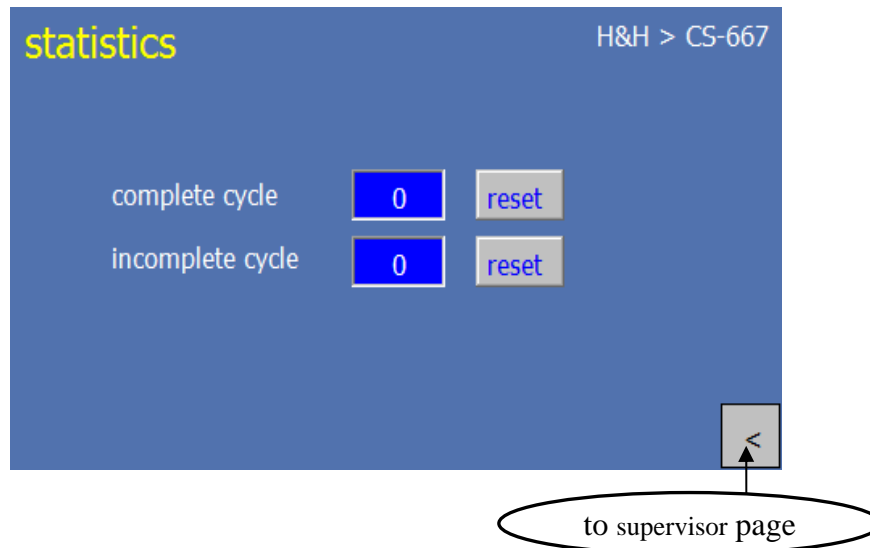 statistics
H&H > CS-667
complete cycle 0 reset
incomplete cycle 0 reset
<
to supervisor page